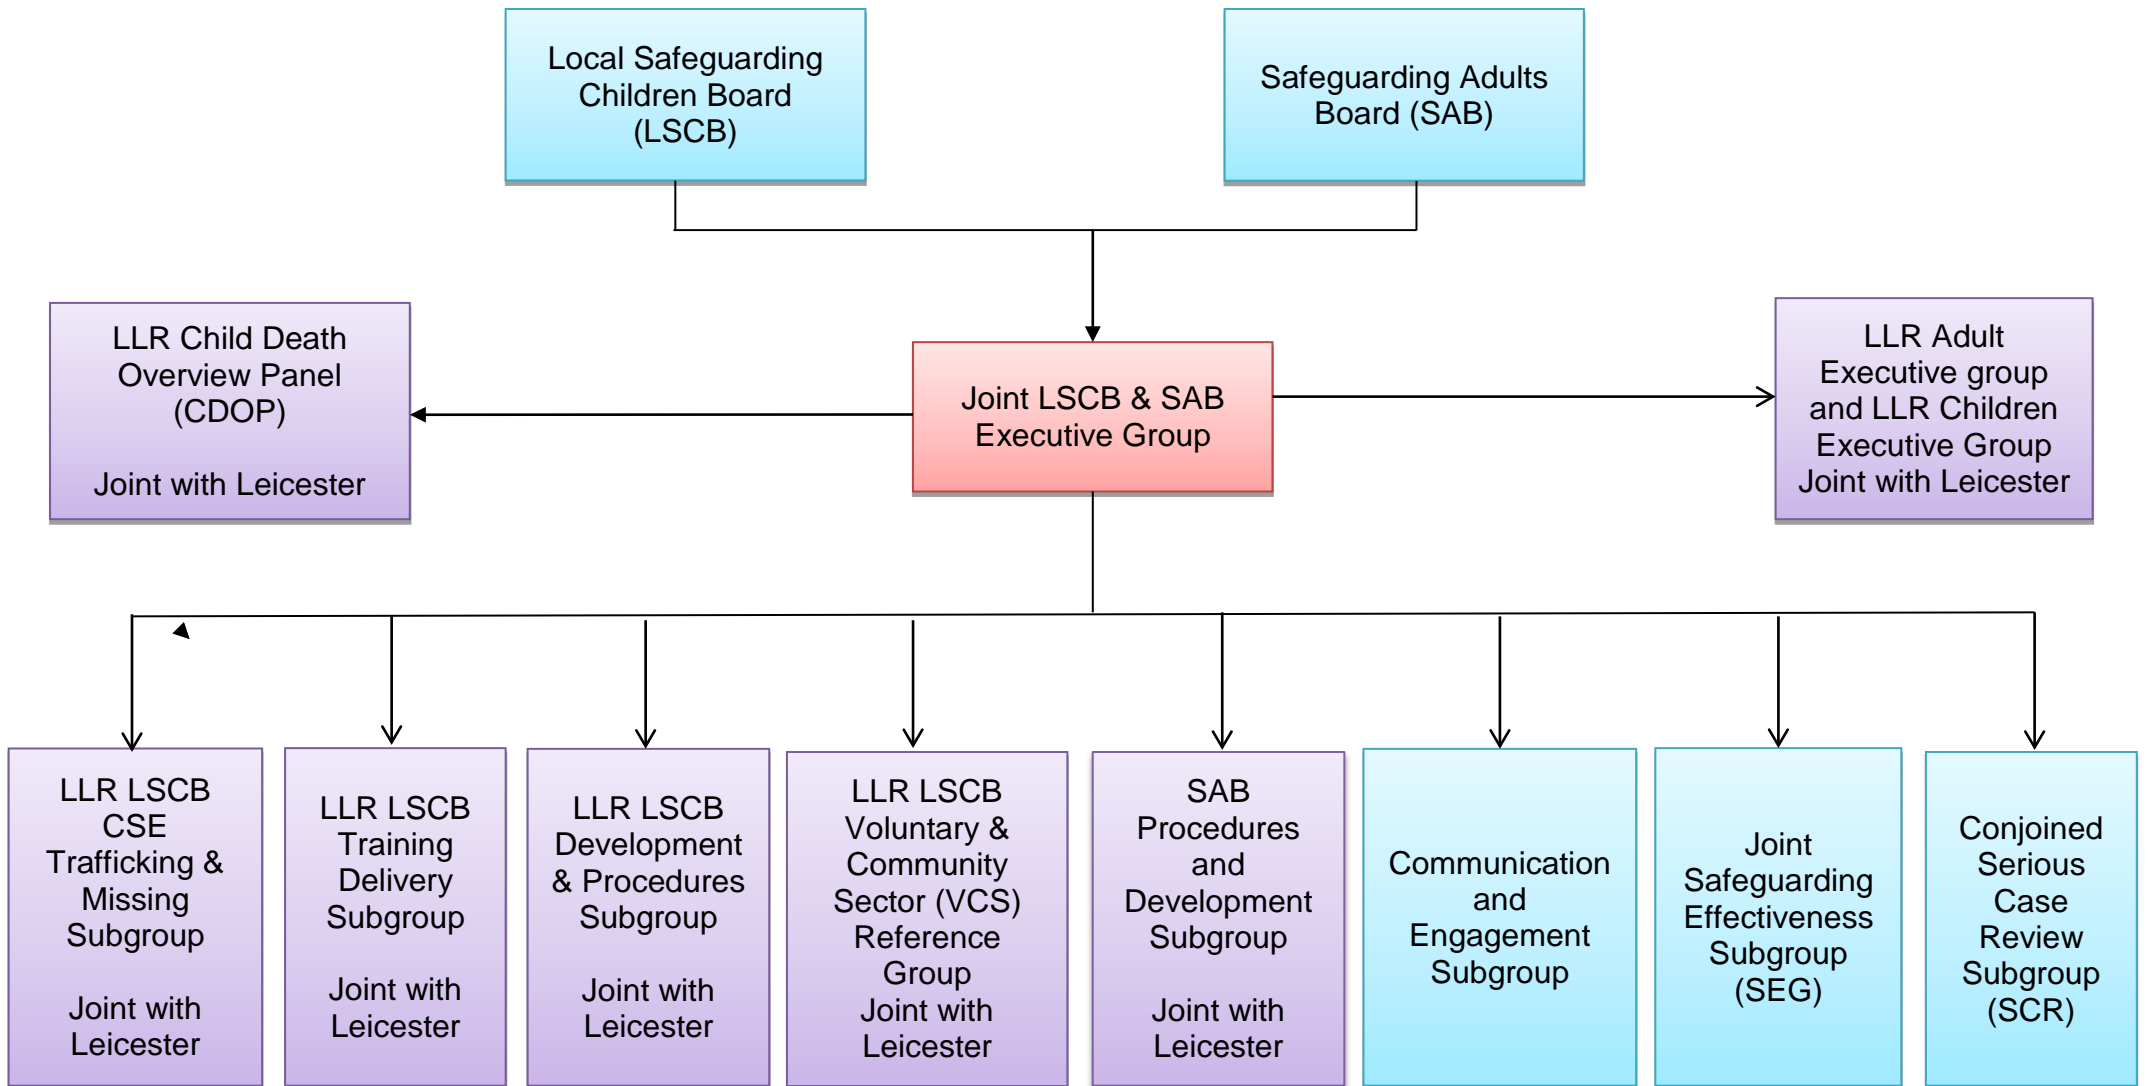 Local Safeguarding
Children Board
(LSCB)
Safeguarding Adults
Board (SAB)
LLR Child Death
Overview Panel
(CDOP)
Joint with Leicester
Joint LSCB & SAB
Executive Group
LLR Adult
Executive group
and LLR Children
Executive Group
Joint with Leicester
LLR LSCB
CSE
Trafficking &
Missing
Subgroup
Joint with
Leicester
LLR LSCB
Training
Delivery
Subgroup
Joint with
Leicester
LLR LSCB
Development
& Procedures
Subgroup
Joint with
Leicester
LLR LSCB
Voluntary &
Community
Sector (VCS)
Reference
Group
Joint with
Leicester
SAB
Procedures
and
Development
Subgroup
Joint with
Leicester
Communication
and
Engagement
Subgroup
Joint
Safeguarding
Effectiveness
Subgroup
(SEG)
Conjoined
Serious
Case
Review
Subgroup
(SCR)